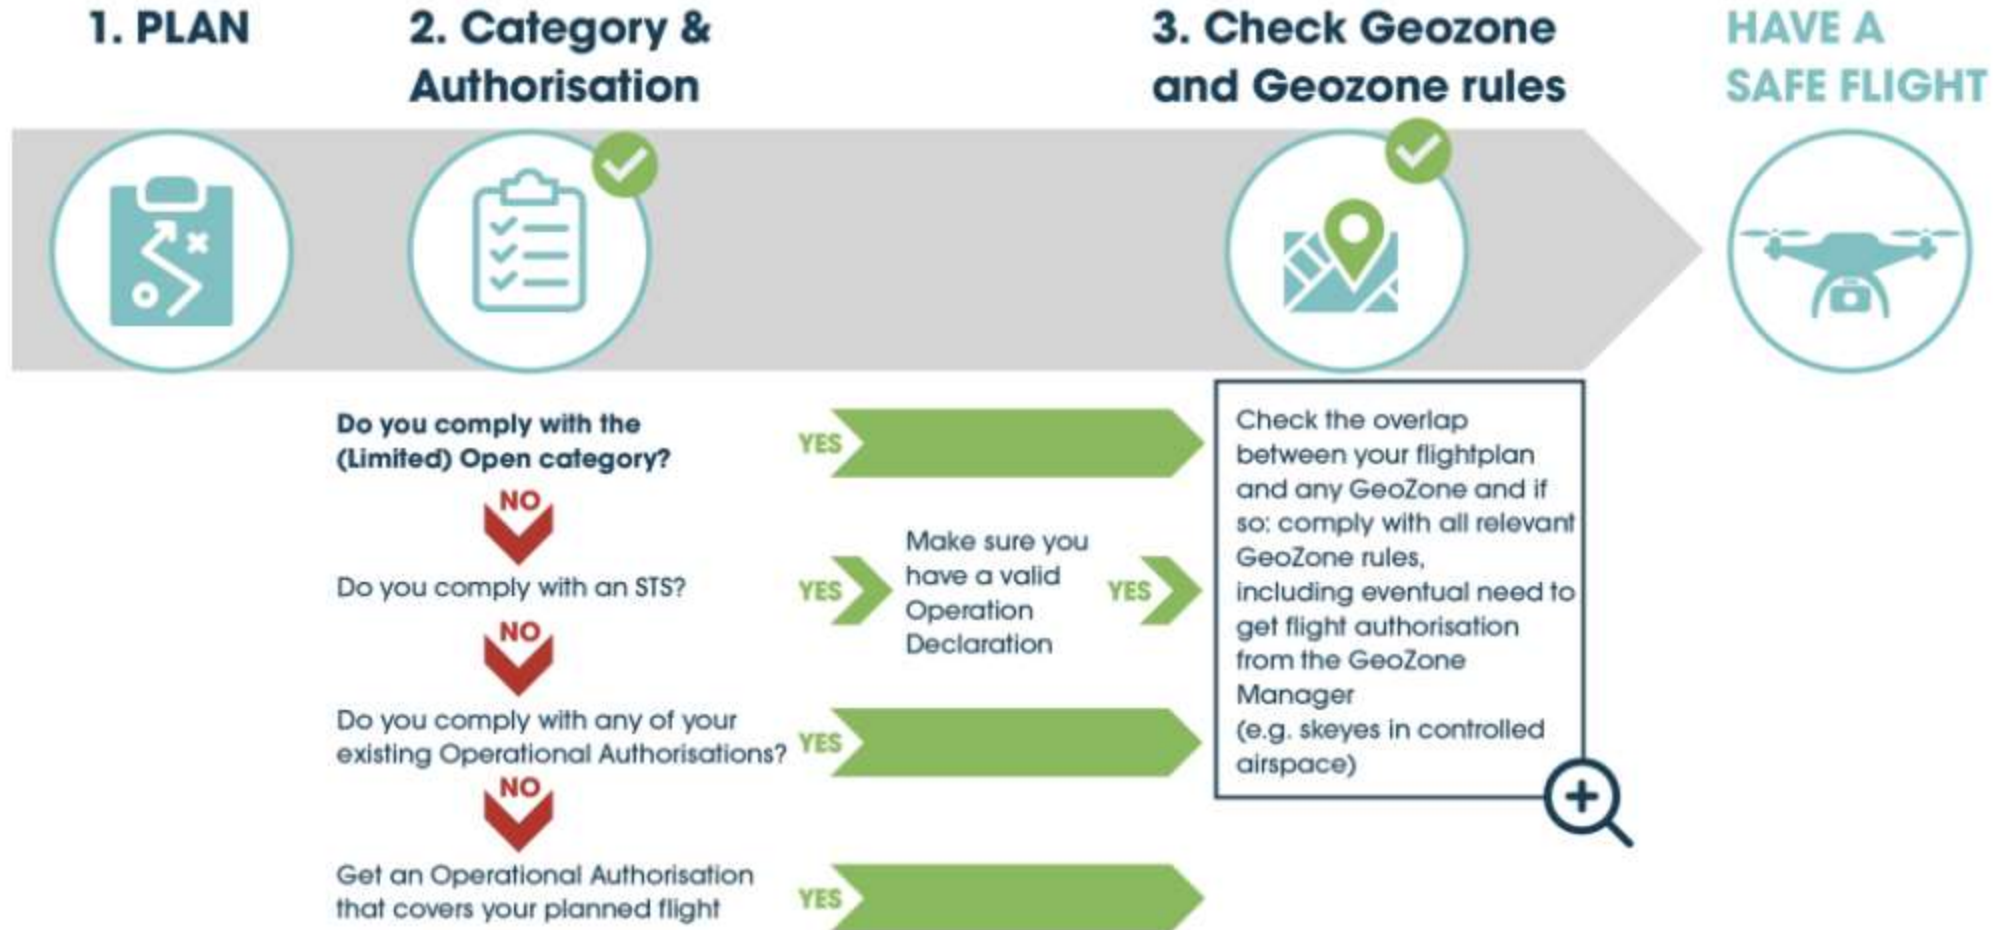 1. PLAN
2. Category &
Authorisation
3. Check Geozone
and Geozone rules
HAVE A
SAFE FLIGHT
Do you comply with the
(Limited) Open category?
YES
NO
Do you comply with an STS?
YES
Make sure you
have a valid
Operation
Declaration
YES
NO
Do you comply with any of your
existing Operational Authorisations?
YES
NO
Get an Operational Authorisation
that covers your planned flight
YES
Check the overlap
between your flightplan
and any GeoZone and if
so: comply with all relevant
GeoZone rules,
including eventual need to
get flight authorisation
from the GeoZone
Manager
(e.g. skeyes in controlled
airspace)